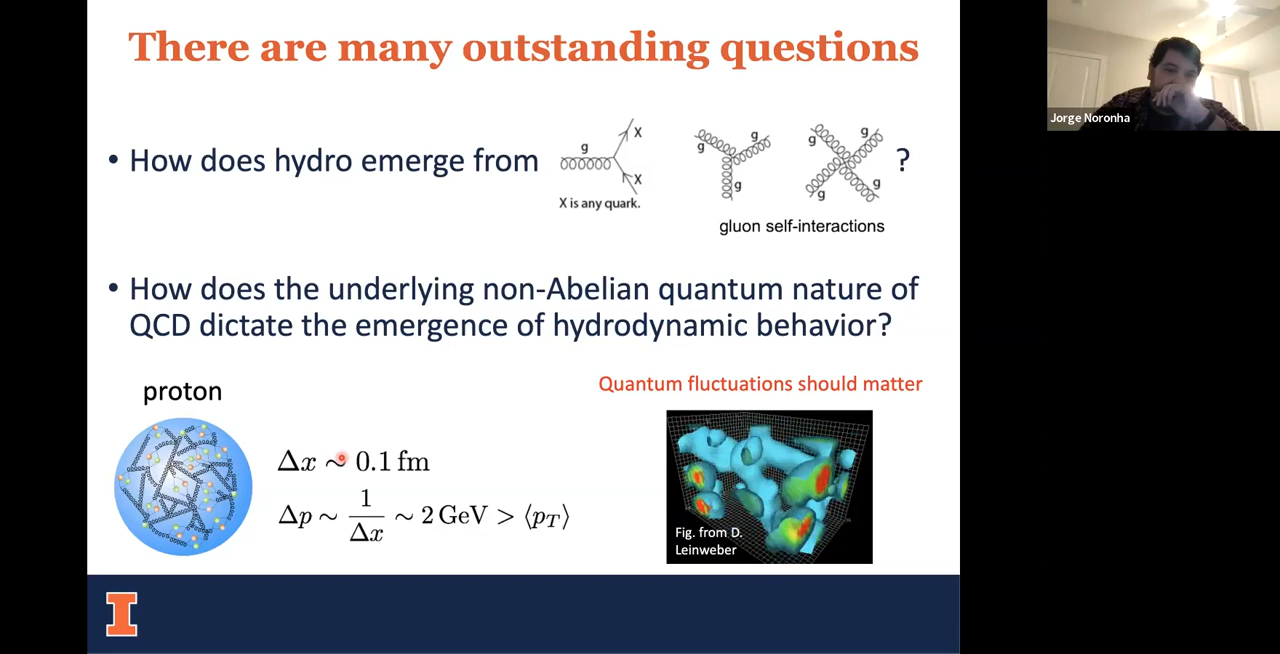 There are many outstanding questions
Jorge Noronha
• How does hydro emerge from
g
X
X
X is any quark.
g
g
g
g
g
g
g
gluon self-interactions
?
• How does the underlying non-Abelian quantum nature of
QCD dictate the emergence of hydrodynamic behavior?
proton
Δx ~ 0.1 fm
Δp ~ 1/Δx ~ 2 GeV > ⟨p_T⟩
Quantum fluctuations should matter
Fig. from D.
Leinweber
I